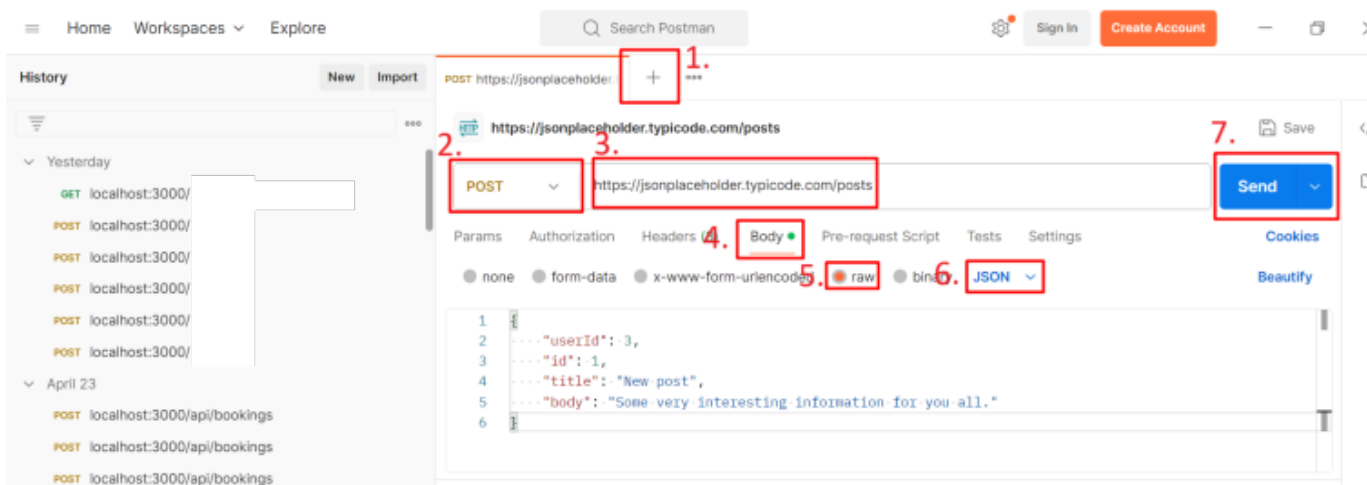 Home Workspaces Explore Search Postman Sign In Create Account
History New Import POST https://jsonplaceholder. 1.
HTTP https://jsonplaceholder.typicode.com/posts Save
Yesterday 2. 3. 7.
GET localhost:3000/ POST https://jsonplaceholder.typicode.com/posts Send
POST localhost:3000/
Params Authorization Headers 4. Body Pre-request Script Tests Settings Cookies
POST localhost:3000/
none form-data x-www-form-urlencoded 5. raw binary 6. JSON Beautify
POST localhost:3000/
POST localhost:3000/
POST localhost:3000/
1 {
2 "userId": 3,
3 "id": 1,
4 "title": "New post",
5 "body": "Some very interesting information for you all."
6 }
April 23
POST localhost:3000/api/bookings
POST localhost:3000/api/bookings
POST localhost:3000/api/bookings